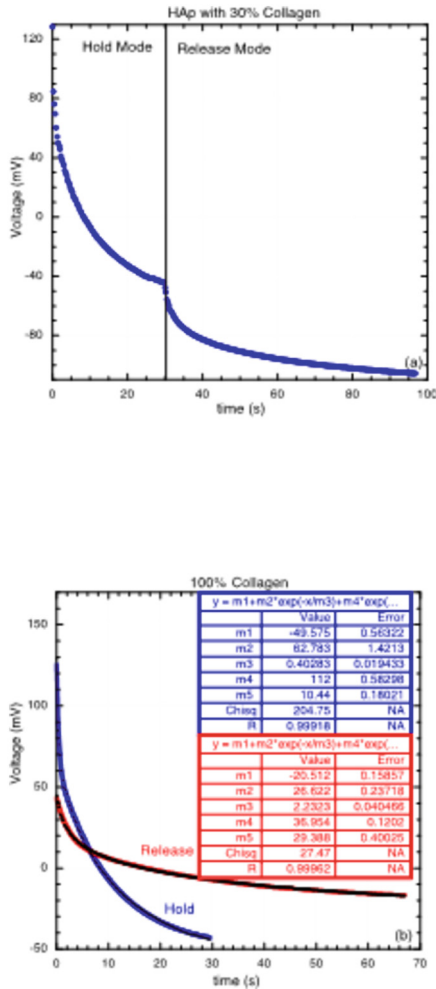 HAp with 30% Collagen
Hold Mode
Release Mode
130
80
40
0
-40
-80
Voltage (mV)
(a)
0
20
40
60
80
100
time (s)
100% Collagen
150
100
50
0
-50
Voltage (mV)
y = m1+m2*exp(-x/m3)+m4*exp(...
Value Error
m1 -49.575 0.56322
m2 62.783 1.4213
m3 0.40283 0.019433
m4 112 0.58298
m5 10.44 0.18021
Chisq 204.75 NA
R 0.99918 NA
y = m1+m2*exp(-x/m3)+m4*exp(...
Value Error
m1 -20.512 0.15857
m2 26.622 0.23718
m3 2.2323 0.040466
m4 36.954 0.1202
m5 29.388 0.40025
Chisq 27.47 NA
R 0.99962 NA
Release
Hold
(b)
0
10
20
30
40
50
60
70
time (s)